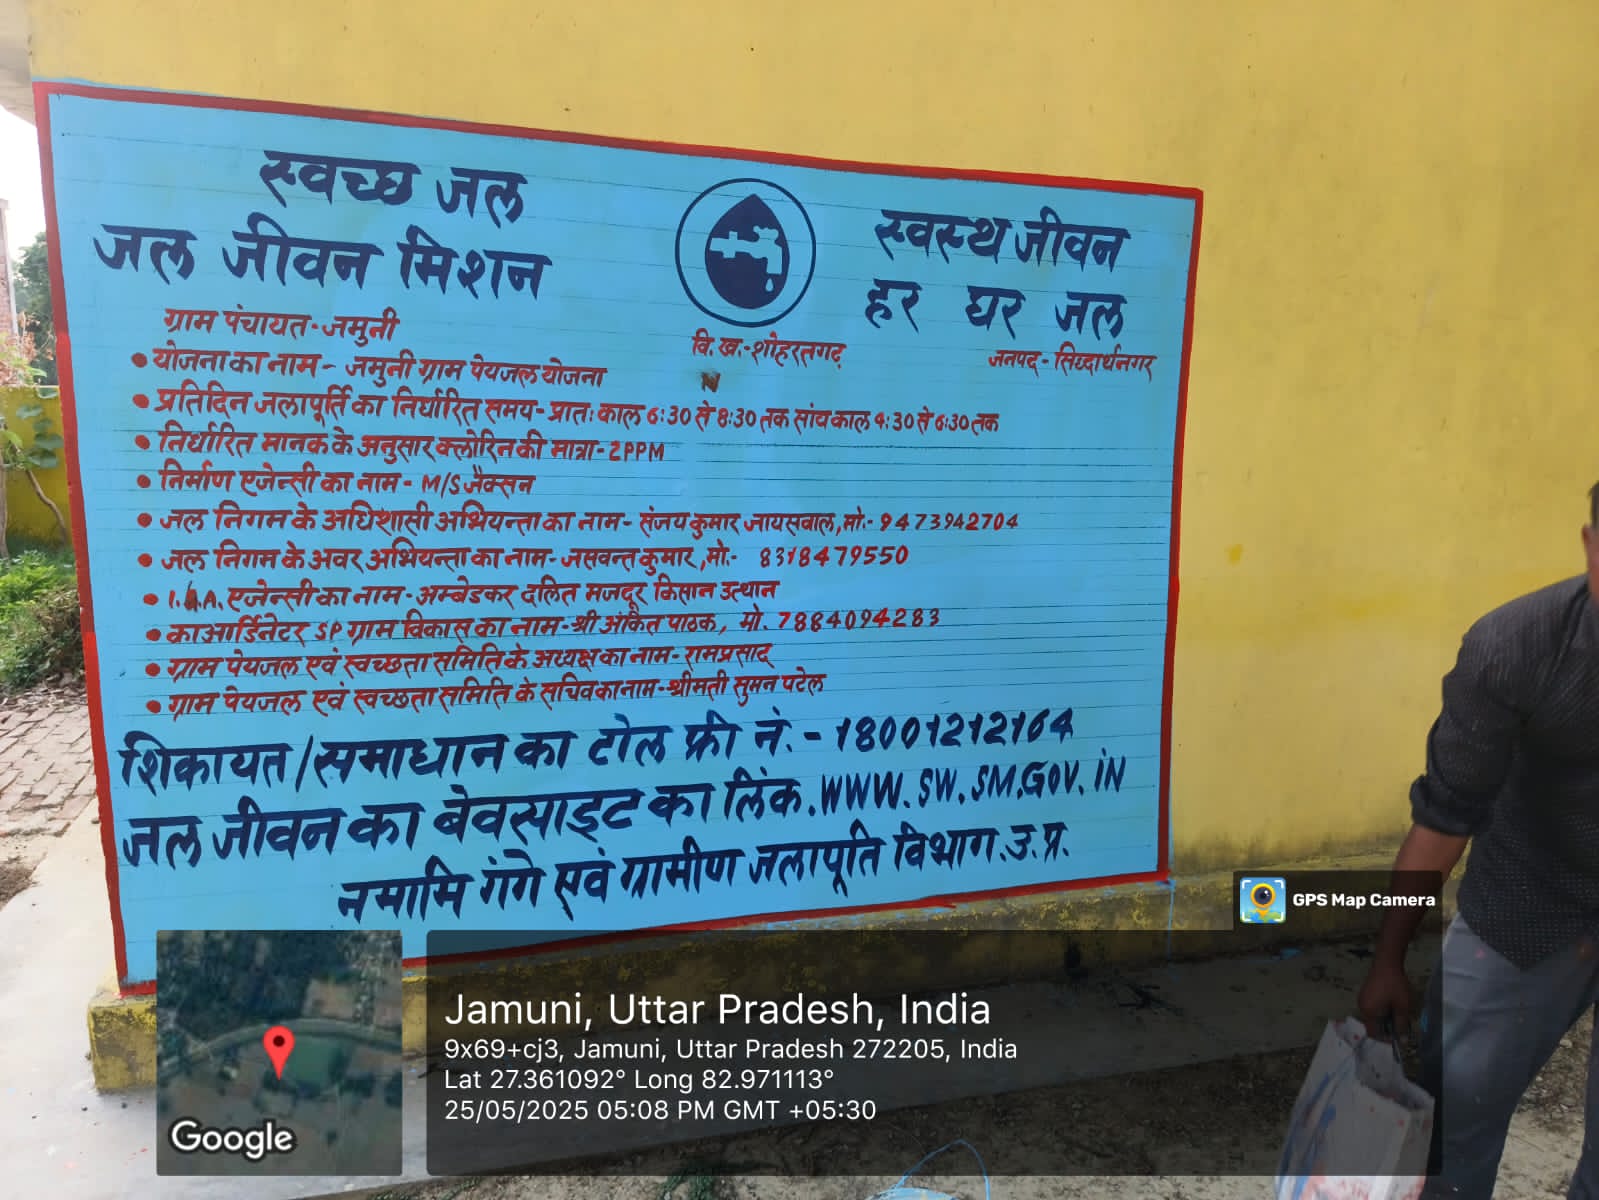 स्वच्छ जल
जल जीवन मिशन
स्वस्थ जीवन
हर घर जल
ग्राम पंचायत-जमुनी
वि.ख.-शोहरतगढ़
जनपद-सिद्धार्थनगर
• योजना का नाम - जमुनी ग्राम पेयजल योजना
• प्रतिदिन जलापूर्ति का निर्धारित समय-प्रातः काल 6:30 से 8:30 तक सांय काल 4:30 से 6:30 तक
• निर्धारित मानक के अनुसार क्लोरिन की मात्रा-2PPM
• निर्माण एजेन्सी का नाम - M/S जैक्सन
• जल निगम के अधिशासी अभियन्ता का नाम- संजय कुमार जायसवाल, मो:- 9473942704
• जल निगम के अवर अभियन्ता का नाम-जसवन्त कुमार, मो:- 8318479550
• I.S.A. एजेन्सी का नाम-अम्बेडकर दलित मजदूर किसान उत्थान
• काआर्डिनेटर SP ग्राम विकास का नाम-श्री अंकित पाठक, मो. 7884094283
• ग्राम पेयजल एवं स्वच्छता समिति के अध्यक्ष का नाम-रामप्रसाद
• ग्राम पेयजल एवं स्वच्छता समिति के सचिव का नाम-श्रीमती सुमन पटेल
शिकायत/समाधान का टोल फ्री नं.- 18001212164
जल जीवन का बेवसाइट का लिंक.WWW.SW.SM.GOV.iN
नमामि गंगे एवं ग्रामीण जलापूति विभाग.उ.प्र.
GPS Map Camera
Jamuni, Uttar Pradesh, India
9x69+cj3, Jamuni, Uttar Pradesh 272205, India
Lat 27.361092° Long 82.971113°
25/05/2025 05:08 PM GMT +05:30
Google